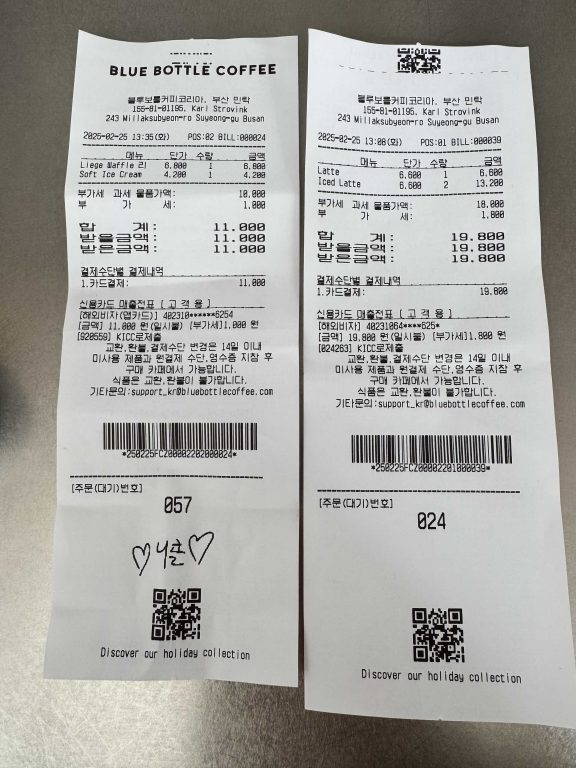 BLUE BOTTLE COFFEE
블루보틀커피코리아, 부산 민락
155-81-01195, Karl Strovink
243 Millaksubyeon-ro Suyeong-gu Busan
2025-02-25 13:35(화) POS:02 BILL:000024
메뉴 단가 수량 금액
Liege Waffle 리 6,800 1 6,800
Soft Ice Cream 4,200 1 4,200
부가세 과세 물품가액: 10,000
부 가 세: 1,000
합 계: 11,000
받을금액: 11,000
받은금액: 11,000
결제수단별 결제내역
1.카드결제: 11,000
신용카드 매출전표 [고객용]
[해외비자(앱카드)] 402310******6254
[금액] 11,000 원(일시불) [부가세]1,000 원
[920559] KICC로제출
교환,환불,결제수단 변경은 14일 이내
미사용 제품과 원결제 수단,영수증 지참 후
구매 카페에서 가능합니다.
식품은 교환,환불이 불가합니다.
기타문의:support_kr@bluebottlecoffee.com
*250225FCZ00002202000024*
[주문(대기)번호]
057
Discover our holiday collection
블루보틀커피코리아, 부산 민락
155-81-01195, Karl Strovink
243 Millaksubyeon-ro Suyeong-gu Busan
2025-02-25 13:08(화) POS:01 BILL:000039
메뉴 단가 수량 금액
Latte 6,600 1 6,600
Iced Latte 6,600 2 13,200
부가세 과세 물품가액: 18,000
부 가 세: 1,800
합 계: 19,800
받을금액: 19,800
받은금액: 19,800
결제수단별 결제내역
1.카드결제: 19,800
신용카드 매출전표 [고객용]
[해외비자] 40231064****625*
[금액] 19,800 원(일시불) [부가세]1,800 원
[024263] KICC로제출
교환,환불,결제수단 변경은 14일 이내
미사용 제품과 원결제 수단,영수증 지참 후
구매 카페에서 가능합니다.
식품은 교환,환불이 불가합니다.
기타문의:support_kr@bluebottlecoffee.com
*250225FCZ00002201000039*
[주문(대기)번호]
024
Discover our holiday collection